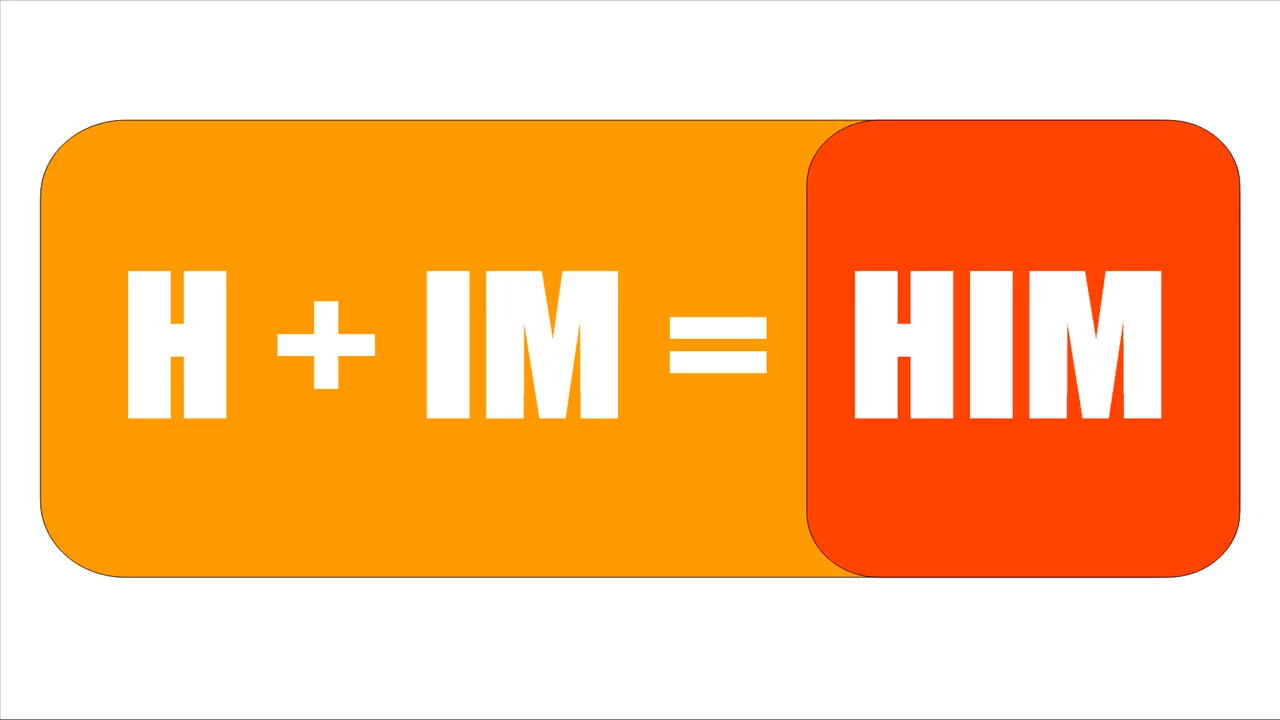 H + IM = HIM